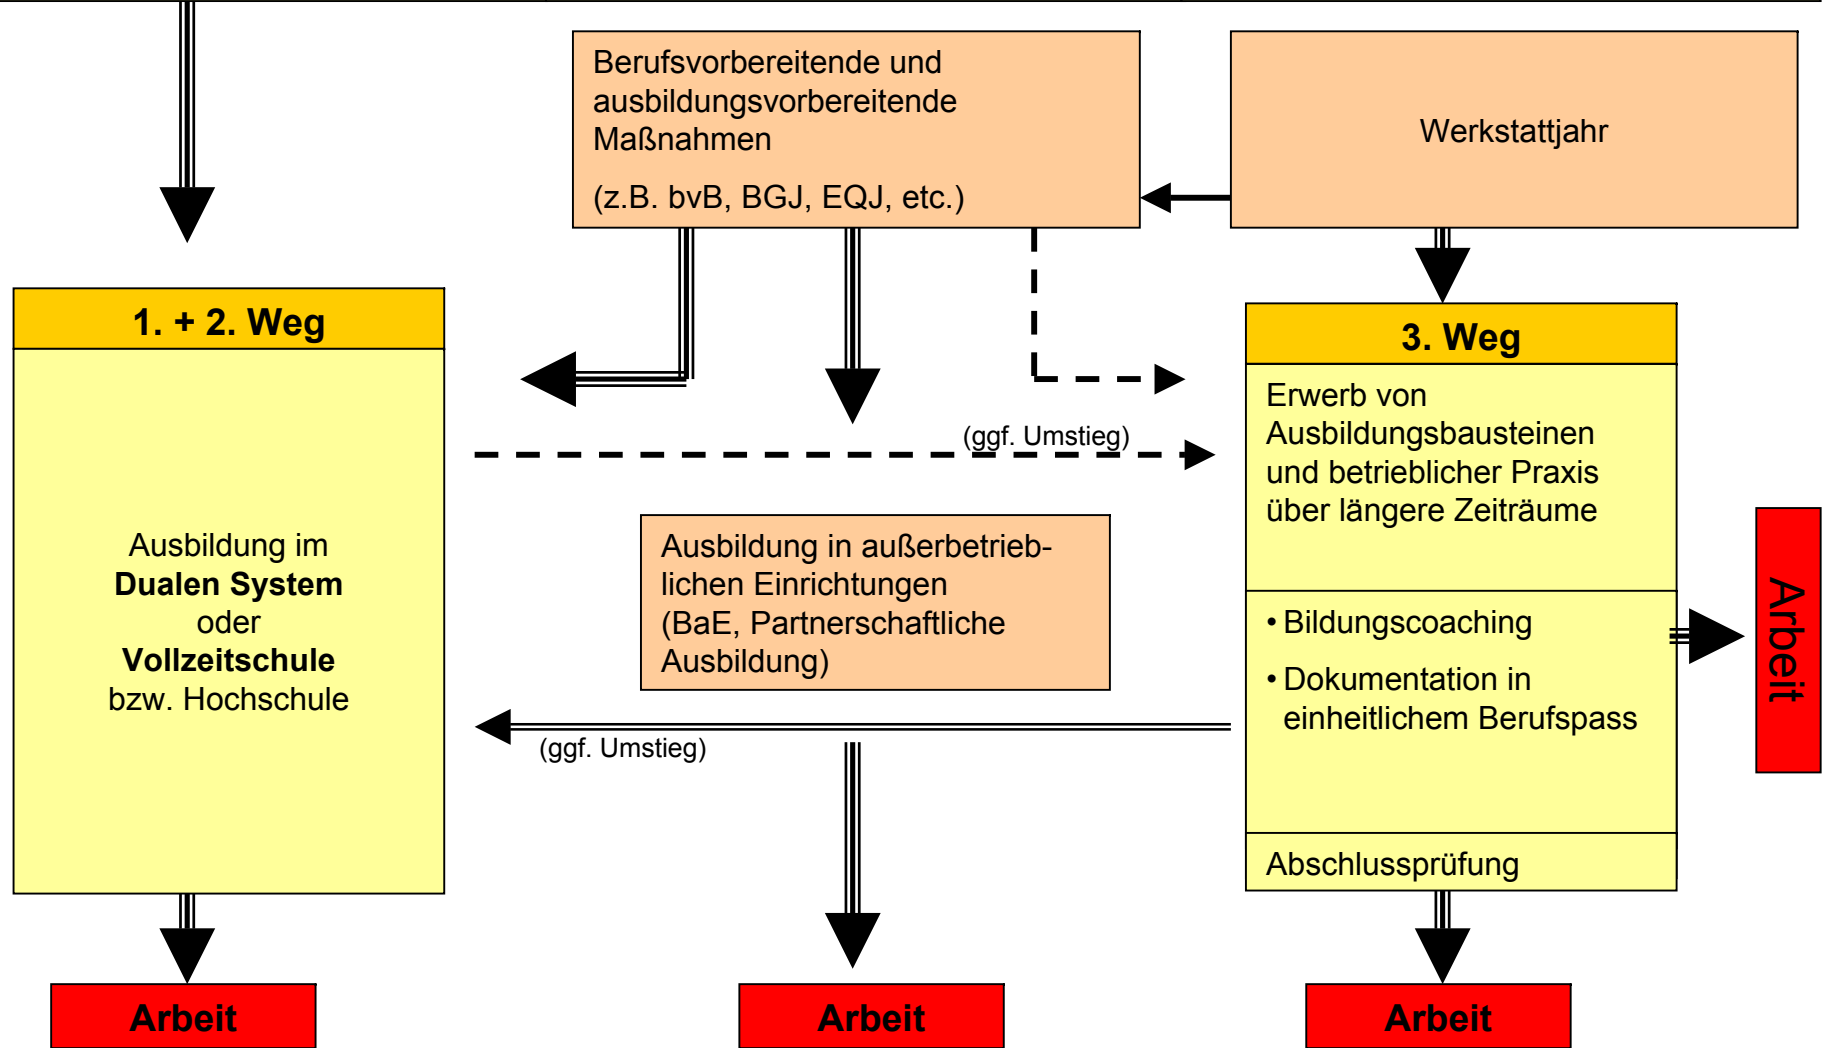 Berufsvorbereitende und
ausbildungsvorbereitende
Maßnahmen
(z.B. bvB, BGJ, EQJ, etc.)
Werkstattjahr
1. + 2. Weg
Ausbildung im
Dualen System
oder
Vollzeitschule
bzw. Hochschule
(ggf. Umstieg)
Ausbildung in außerbetrieb-
lichen Einrichtungen
(BaE, Partnerschaftliche
Ausbildung)
(ggf. Umstieg)
3. Weg
Erwerb von
Ausbildungsbausteinen
und betrieblicher Praxis
über längere Zeiträume
• Bildungscoaching
• Dokumentation in
einheitlichem Berufspass
Abschlussprüfung
Arbeit
Arbeit
Arbeit
Arbeit